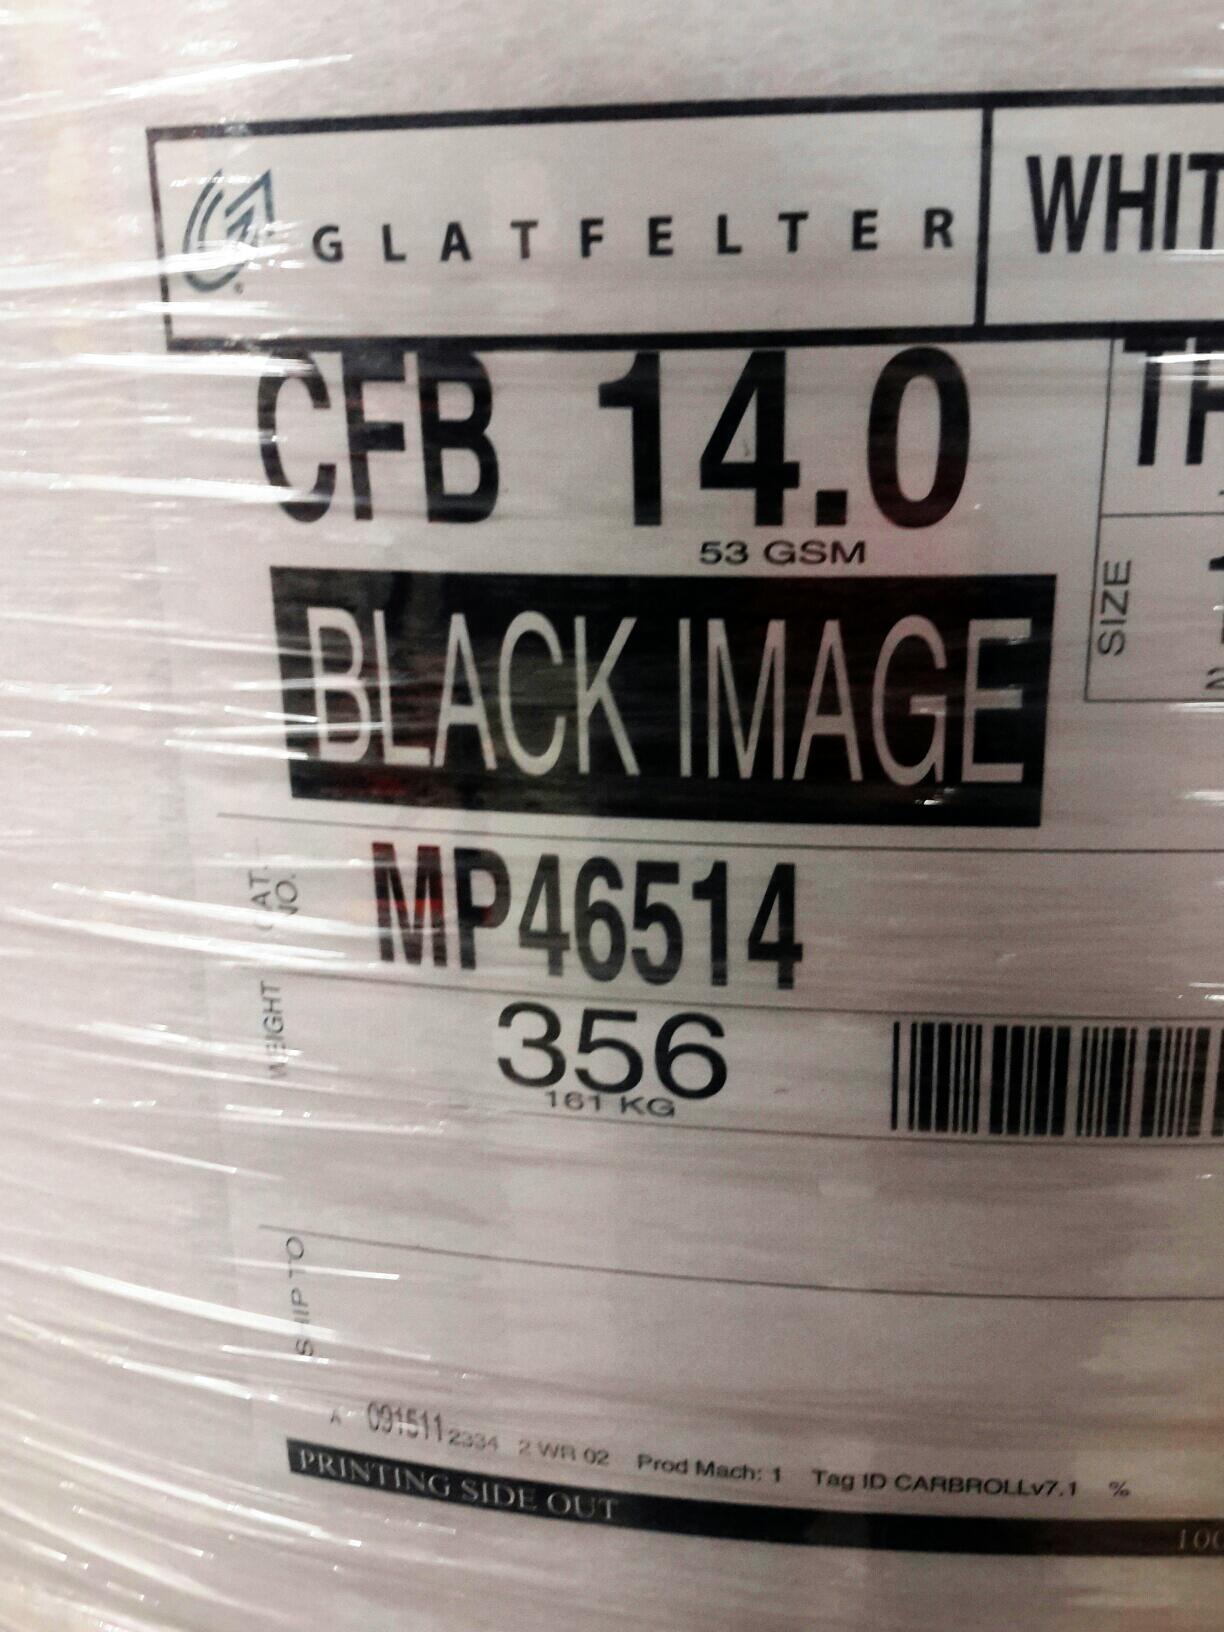 GLATFELTER
CFB 14.0
53 GSM
SIZE
BLACK IMAGE
CAT. NO.
MP46514
WEIGHT
356
161 KG
SHIP TO
A 091511 2334 2 WR 02 Prod Mach: 1 Tag ID CARBROLLv7.1 %
PRINTING SIDE OUT